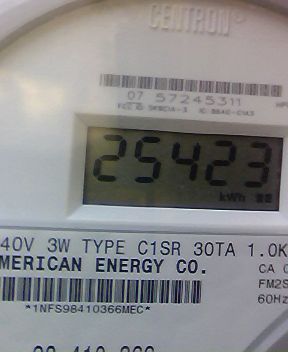 CENTRON®
07 57245311
25423
kWh
40V 3W TYPE C1SR 30TA 1.0K
MERICAN ENERGY CO.
CA 0
FM2S
60Hz
*1NFS98410366MEC*